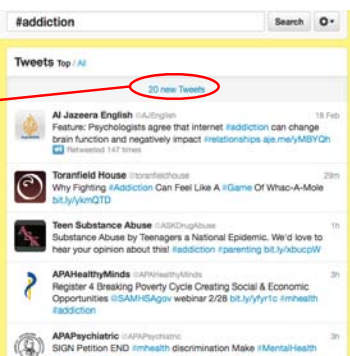 #addiction Search
Tweets Top / All
20 new Tweets
Al Jazeera English @AJEnglish 18 Feb
Feature: Psychologists agree that internet #addiction can change
brain function and negatively impact #relationships aje.me/yMBYQh
Retweeted 147 times
Toranfield House @toranfieldhouse 29m
Why Fighting #Addiction Can Feel Like A #Game Of Whac-A-Mole
bit.ly/ykmQTD
Teen Substance Abuse @ASKDrugAbuse 1h
Substance Abuse by Teenagers a National Epidemic. We'd love to
hear your opinion about this! #addiction #parenting bit.ly/xbucpW
APAHealthyMinds @APAHealthyMinds 3h
Register 4 Breaking Poverty Cycle Creating Social & Economic
Opportunities @SAMHSAgov webinar 2/28 bit.ly/yfyr1c #mhealth
#addiction
APAPsychiatric @APAPsychiatric 3h
SIGN Petition END #mhealth discrimination Make #MentalHealth